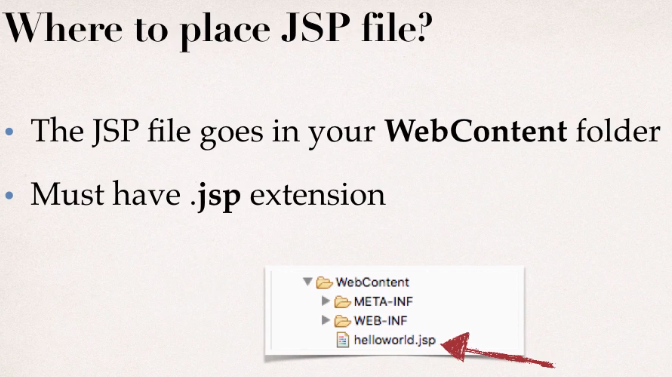 Where to place JSP file?
• The JSP file goes in your WebContent folder
• Must have .jsp extension
WebContent
META-INF
WEB-INF
helloworld.jsp